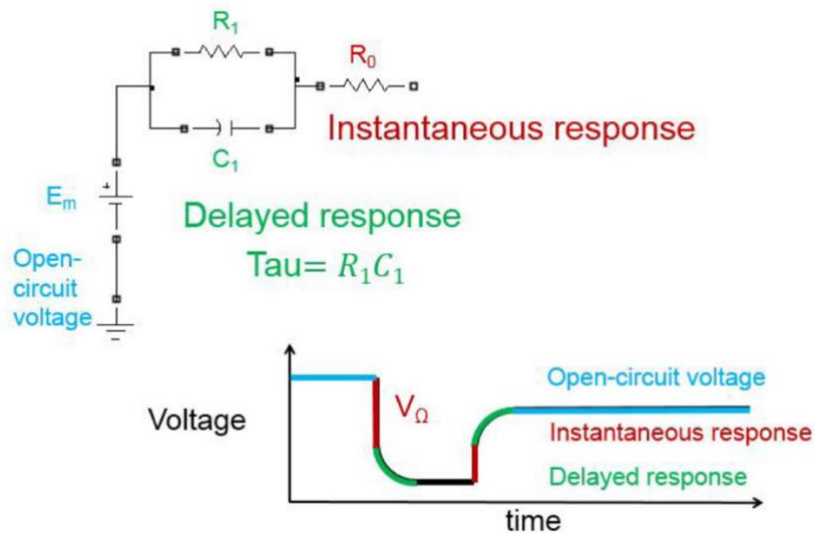 R₁
R₀
Instantaneous response
C₁
+
Eₘ
Delayed response
Tau= R₁C₁
Open-
circuit
voltage
Open-circuit voltage
V_Ω
Voltage
Instantaneous response
Delayed response
time